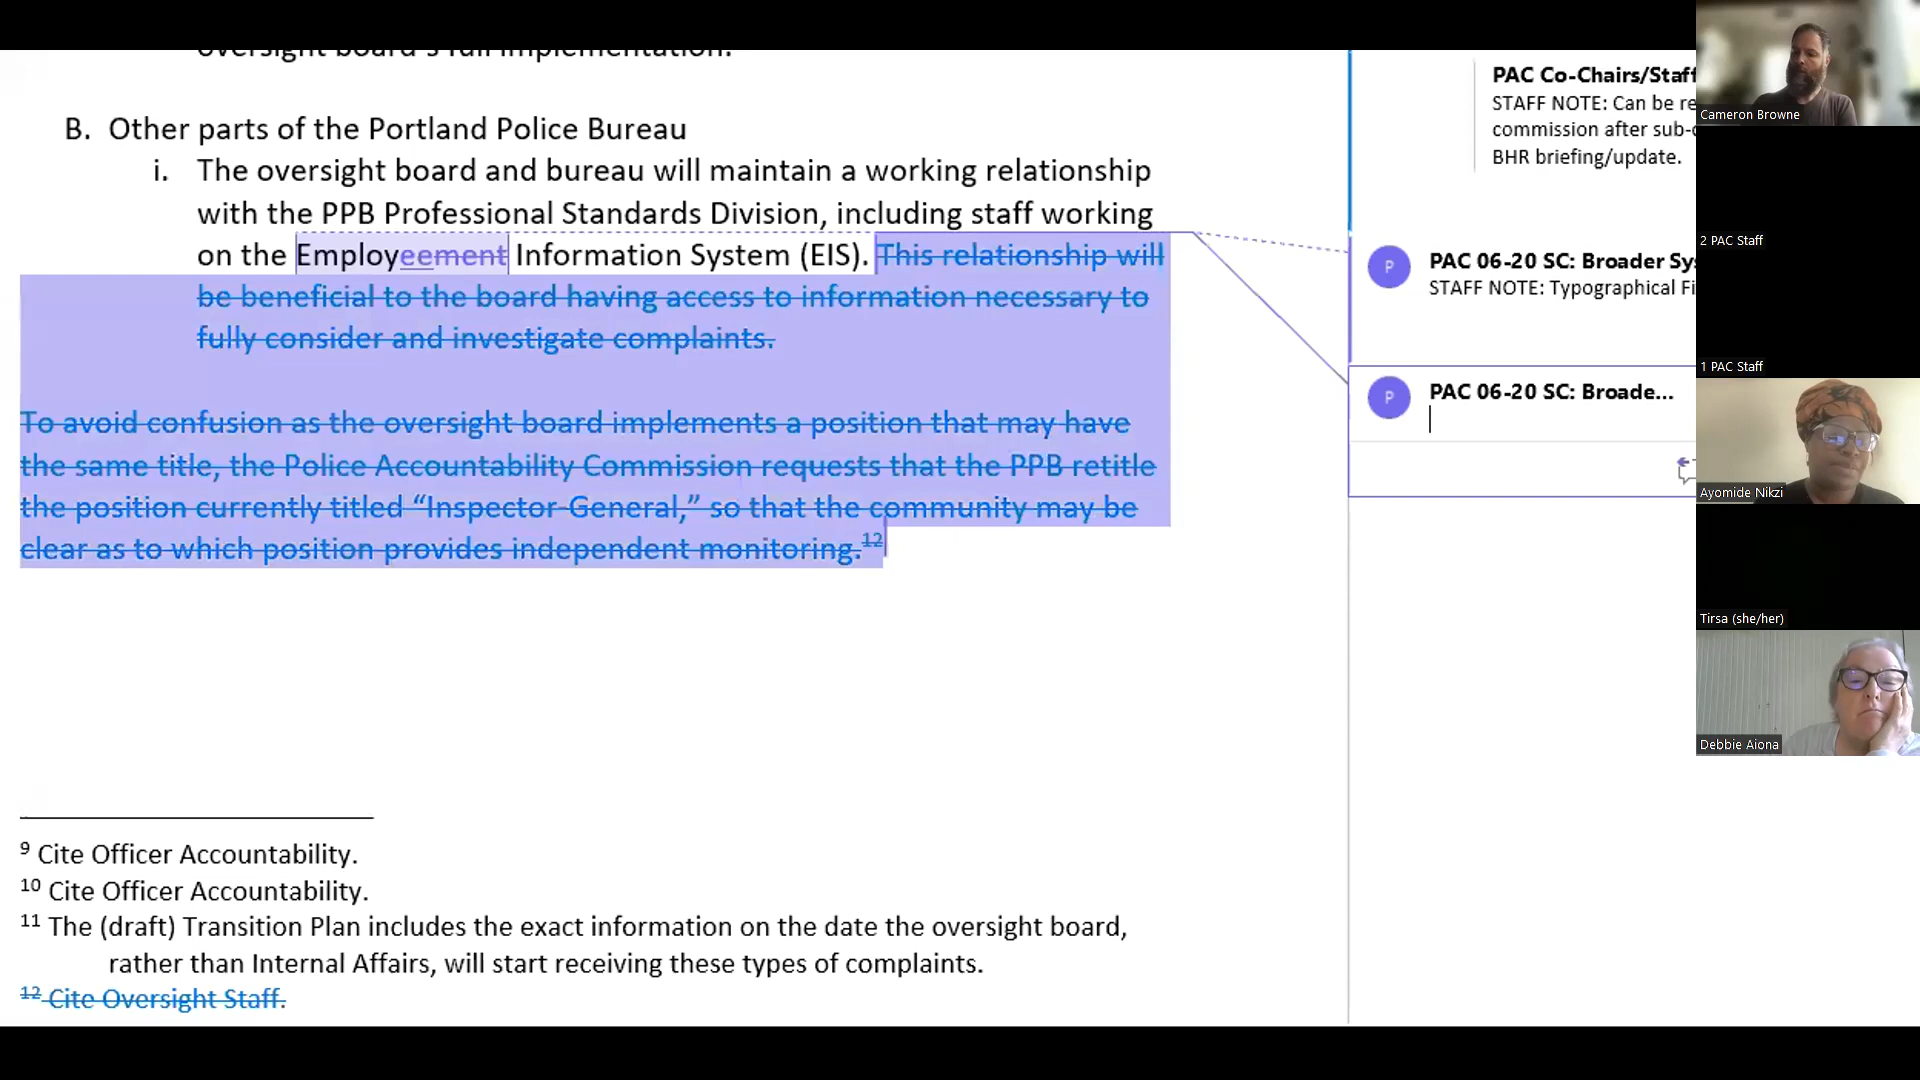 oversight board's full implementation.
B. Other parts of the Portland Police Bureau
i. The oversight board and bureau will maintain a working relationship
with the PPB Professional Standards Division, including staff working
on the Employeement Information System (EIS). This relationship will
be beneficial to the board having access to information necessary to
fully consider and investigate complaints.
To avoid confusion as the oversight board implements a position that may have
the same title, the Police Accountability Commission requests that the PPB retitle
the position currently titled “Inspector-General,” so that the community may be
clear as to which position provides independent monitoring.12
9 Cite Officer Accountability.
10 Cite Officer Accountability.
11 The (draft) Transition Plan includes the exact information on the date the oversight board,
rather than Internal Affairs, will start receiving these types of complaints.
12 Cite Oversight Staff.
PAC Co-Chairs/Staff
STAFF NOTE: Can be re
commission after sub-c
BHR briefing/update.
P
PAC 06-20 SC: Broader Sys
STAFF NOTE: Typographical Fi
P
PAC 06-20 SC: Broade...
Cameron Browne
2 PAC Staff
1 PAC Staff
Ayomide Nikzi
Tirsa (she/her)
Debbie Aiona